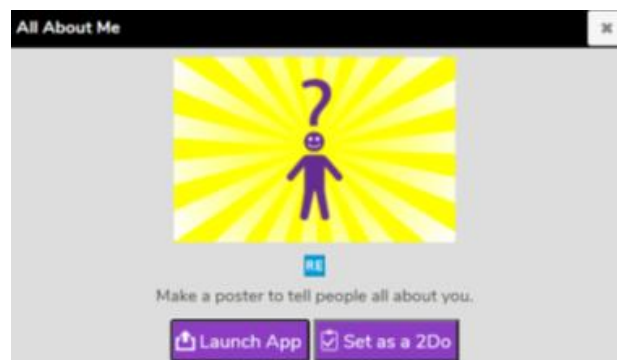 All About Me
?
RE
Make a poster to tell people all about you.
Launch App
Set as a 2Do